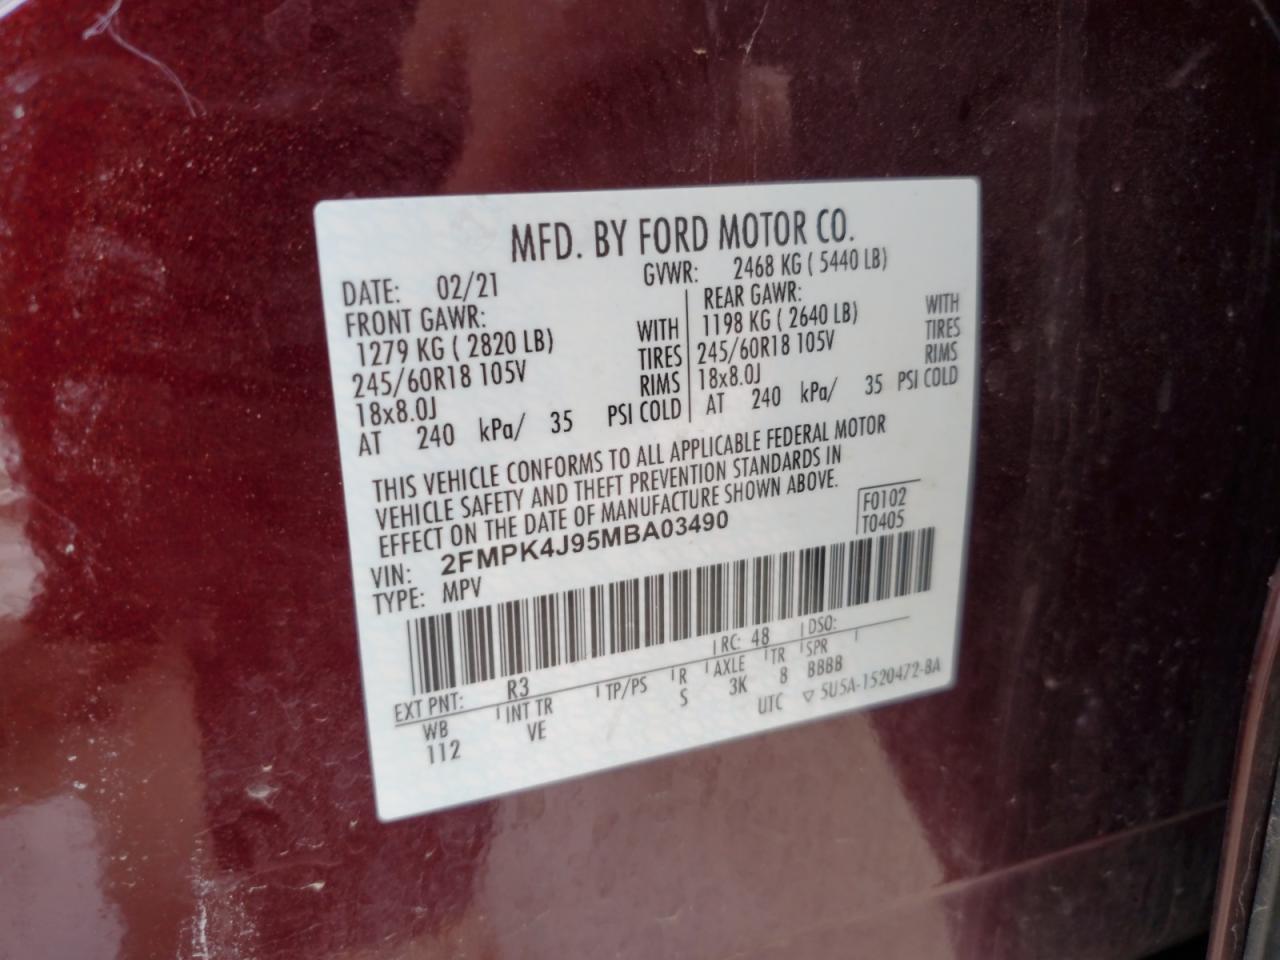 MFD. BY FORD MOTOR CO.
DATE: 02/21 GVWR: 2468 KG ( 5440 LB)
FRONT GAWR:
1279 KG ( 2820 LB) WITH
245/60R18 105V TIRES
18x8.0J RIMS
AT 240 kPa/ 35 PSI COLD
REAR GAWR: WITH
1198 KG ( 2640 LB) TIRES
245/60R18 105V RIMS
18x8.0J
AT 240 kPa/ 35 PSI COLD
THIS VEHICLE CONFORMS TO ALL APPLICABLE FEDERAL MOTOR
VEHICLE SAFETY AND THEFT PREVENTION STANDARDS IN
EFFECT ON THE DATE OF MANUFACTURE SHOWN ABOVE.
F0102
T0405
VIN: 2FMPK4J95MBA03490
TYPE: MPV
EXT PNT: R3 RC: 48 DSO:
WB INT TR TP/PS R AXLE TR SPR
112 VE S 3K 8 BBBB
UTC ▽ 5U5A-1520472-BA